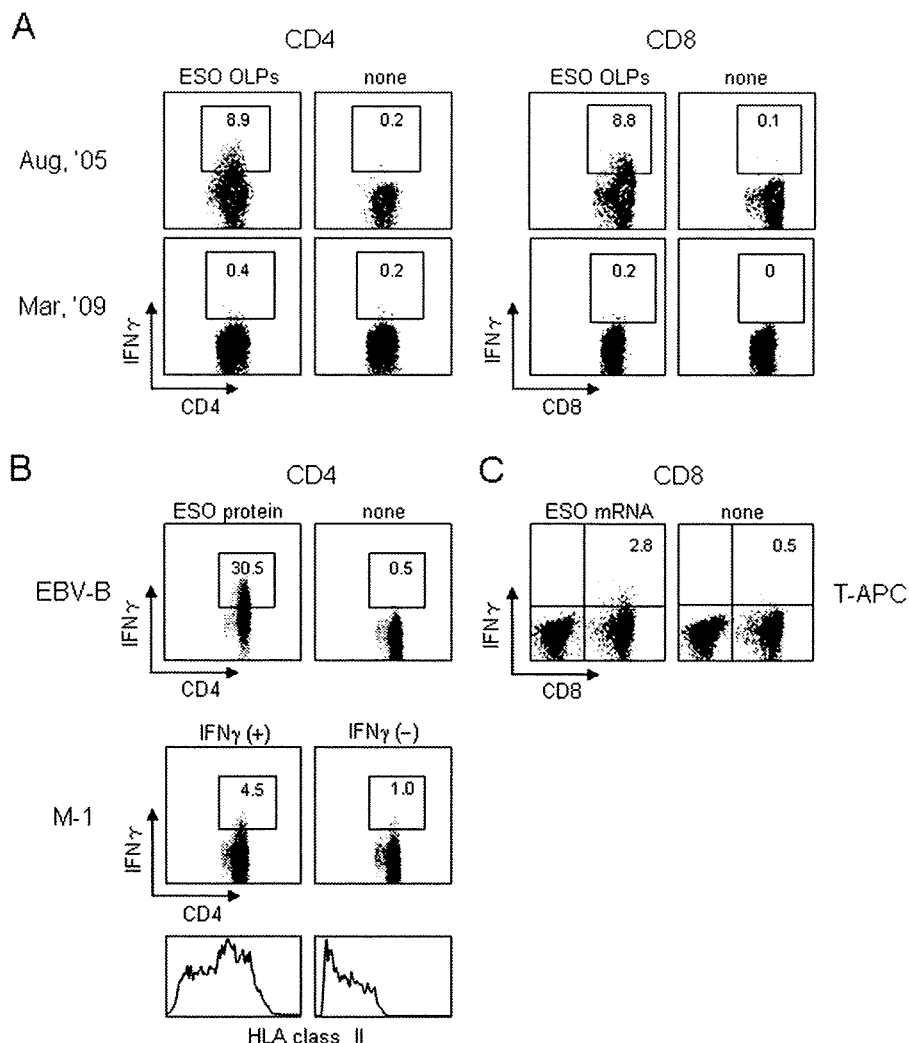 A
CD4 CD8
ESO OLPs none ESO OLPs none
Aug, '05 8.9 0.2 8.8 0.1
Mar, '09 0.4 0.2 0.2 0
IFNγ IFNγ
CD4 CD8
B C
CD4 CD8
ESO protein none ESO mRNA none
EBV-B 30.5 0.5 2.8 0.5 T-APC
IFNγ IFNγ
CD4 CD8
IFNγ (+) IFNγ (−)
M-1 4.5 1.0
IFNγ
CD4
HLA class II